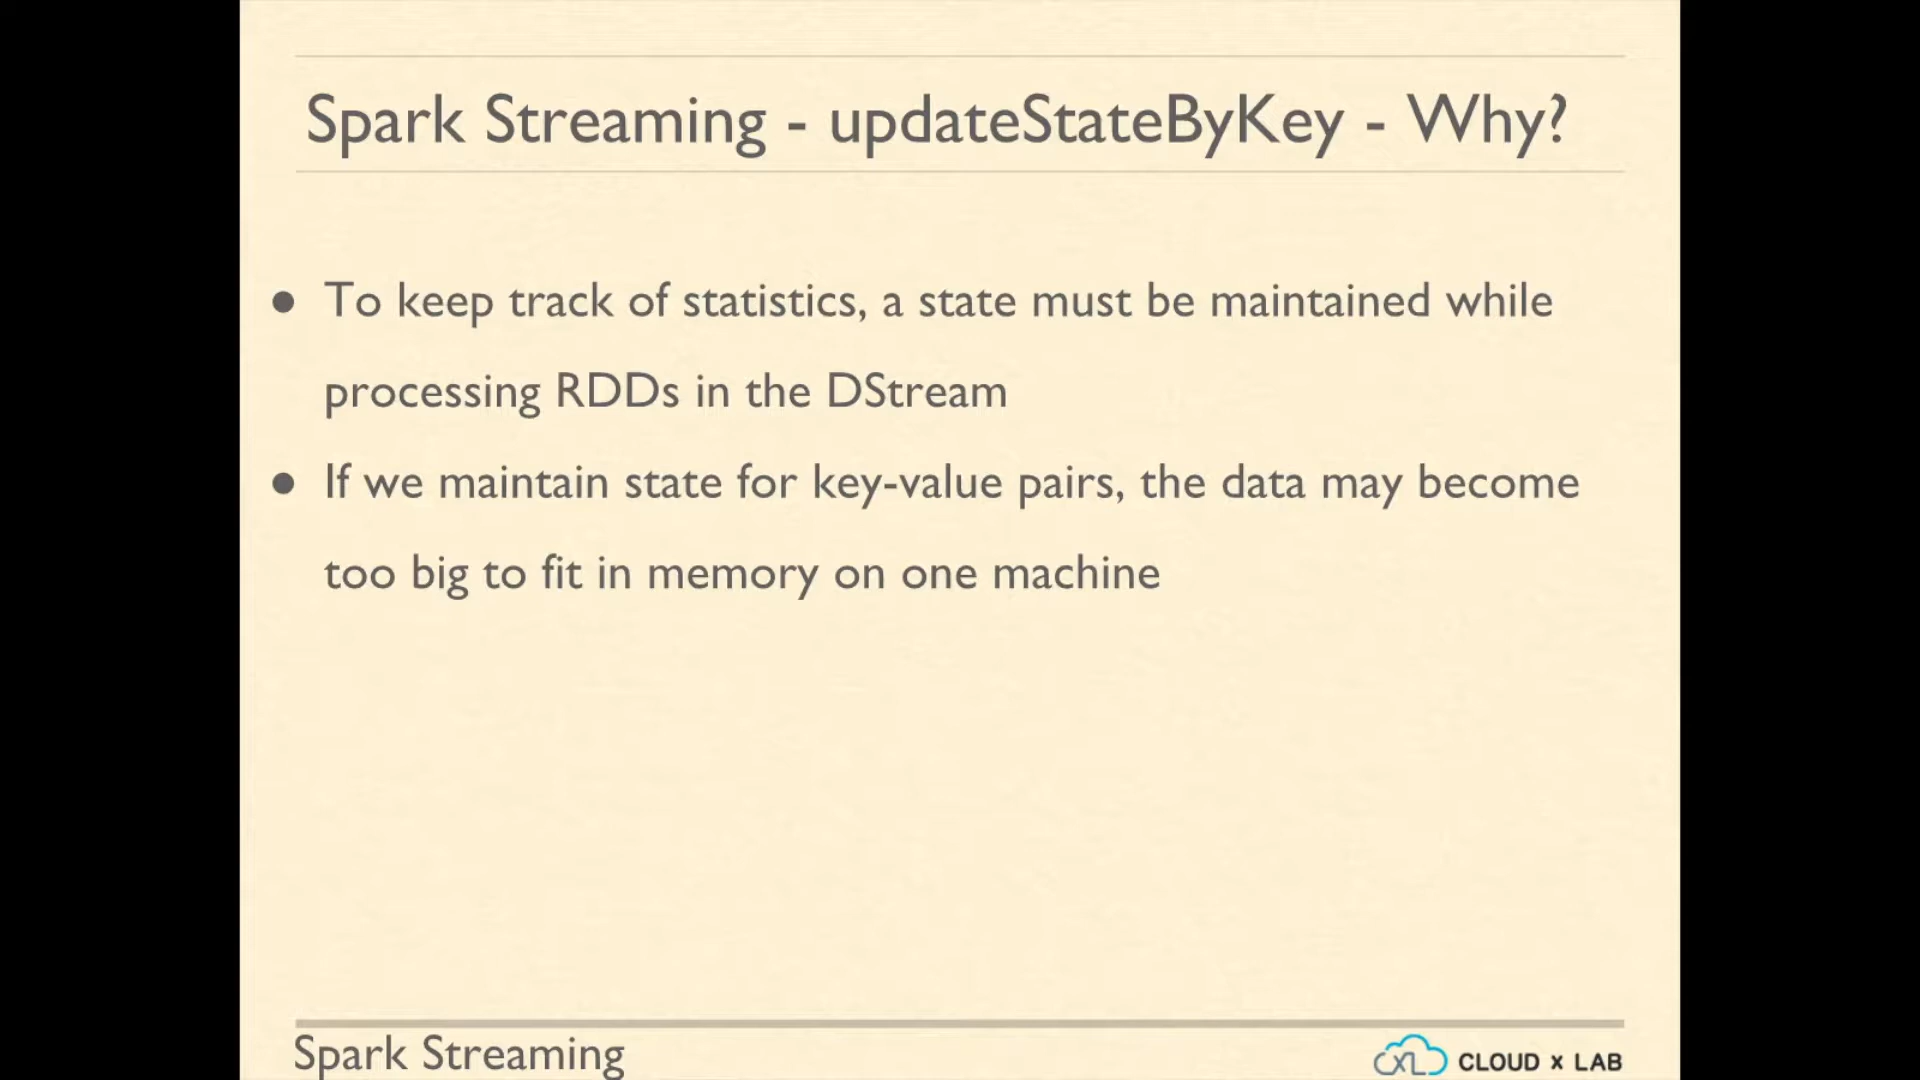 Spark Streaming - updateStateByKey - Why?
● To keep track of statistics, a state must be maintained while
processing RDDs in the DStream
● If we maintain state for key-value pairs, the data may become
too big to fit in memory on one machine
Spark Streaming
CXL CLOUD x LAB